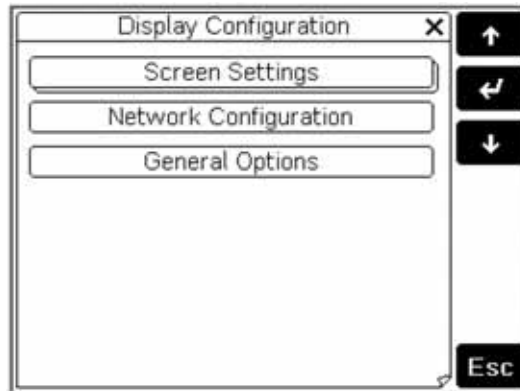 Display Configuration
Screen Settings
Network Configuration
General Options
Esc